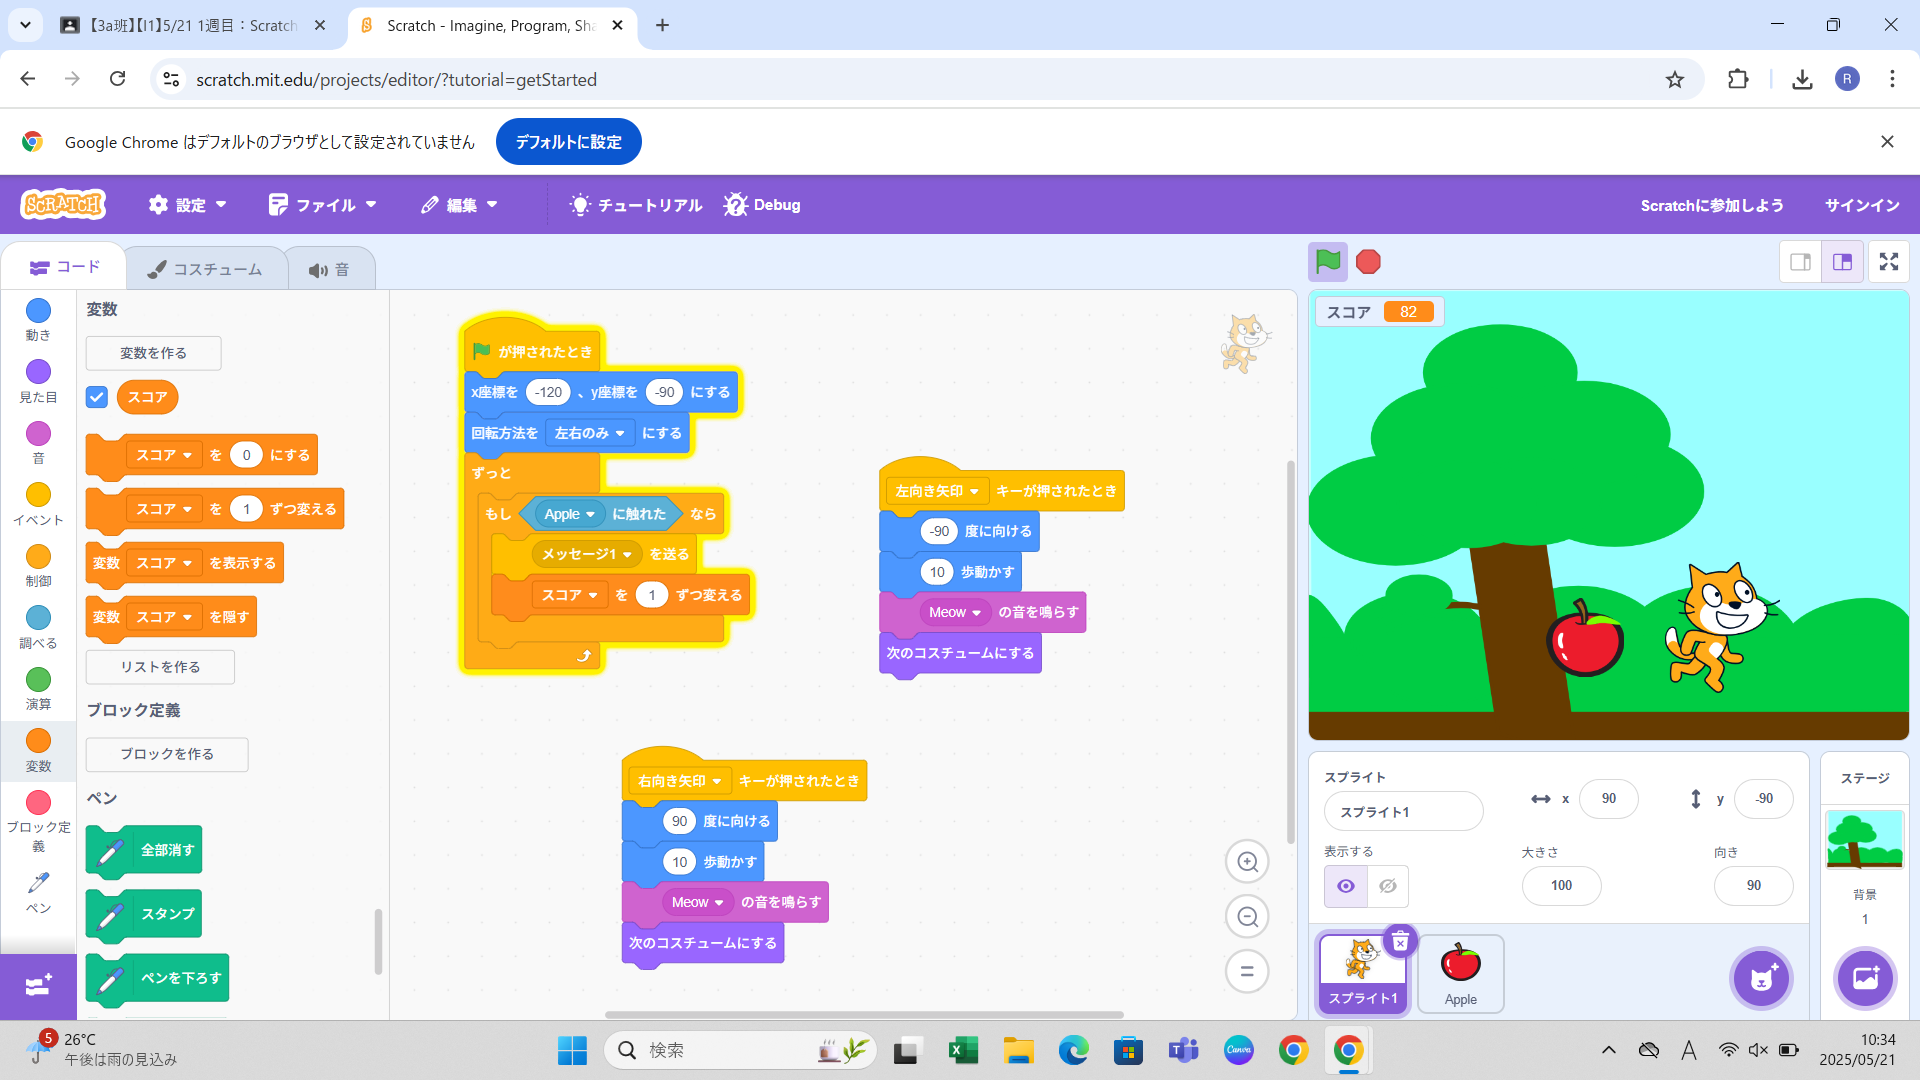 【3a班】【I1】5/21 1週目：Scratch
Scratch - Imagine, Program, Sha
scratch.mit.edu/projects/editor/?tutorial=getStarted
R
Google Chrome はデフォルトのブラウザとして設定されていません
デフォルトに設定
SCRATCH
設定
ファイル
編集
チュートリアル
Debug
Scratchに参加しよう
サインイン
コード
コスチューム
音
動き
見た目
音
イベント
制御
調べる
演算
変数
ブロック定
義
ペン
変数
変数を作る
スコア
スコア を 0 にする
スコア を 1 ずつ変える
変数 スコア を表示する
変数 スコア を隠す
リストを作る
ブロック定義
ブロックを作る
ペン
全部消す
スタンプ
ペンを下ろす
が押されたとき
x座標を -120 、y座標を -90 にする
回転方法を 左右のみ にする
ずっと
もし Apple に触れた なら
メッセージ1 を送る
スコア を 1 ずつ変える
左向き矢印 キーが押されたとき
-90 度に向ける
10 歩動かす
Meow の音を鳴らす
次のコスチュームにする
右向き矢印 キーが押されたとき
90 度に向ける
10 歩動かす
Meow の音を鳴らす
次のコスチュームにする
スコア 82
スプライト
スプライト1
x 90
y -90
表示する
大きさ
100
向き
90
スプライト1
Apple
ステージ
背景
1
5
26°C
午後は雨の見込み
検索
Canva
A
10:34
2025/05/21